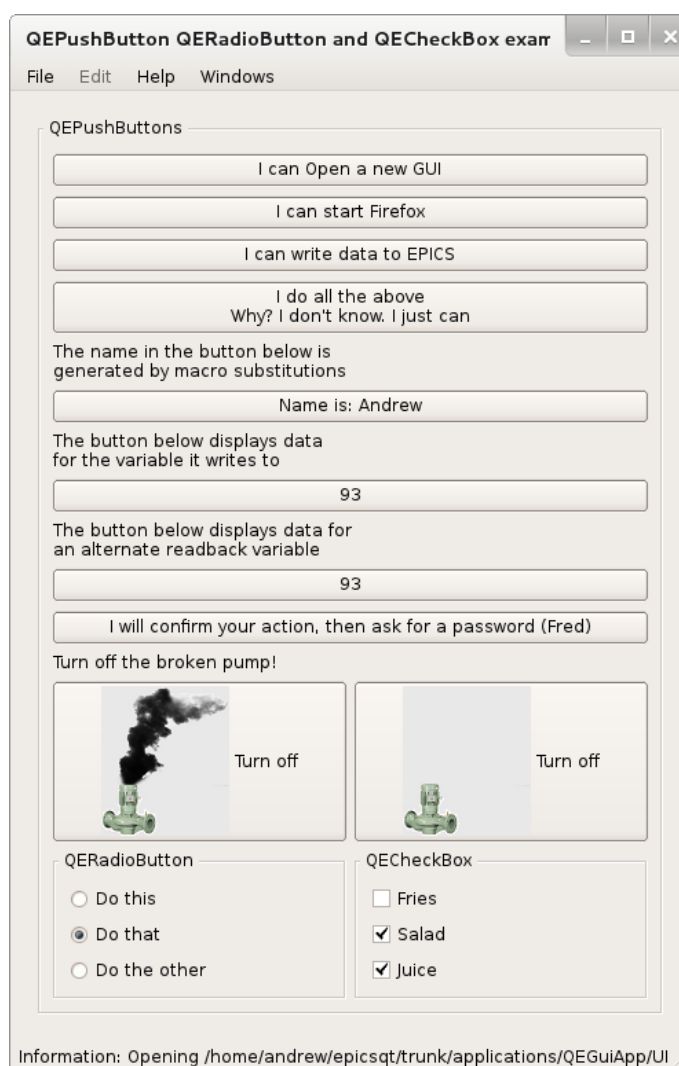 QEPushButton QERadioButton and QECheckBox exam
File Edit Help Windows
QEPushButtons
I can Open a new GUI
I can start Firefox
I can write data to EPICS
I do all the above
Why? I don't know. I just can
The name in the button below is
generated by macro substitutions
Name is: Andrew
The button below displays data
for the variable it writes to
93
The button below displays data for
an alternate readback variable
93
I will confirm your action, then ask for a password (Fred)
Turn off the broken pump!
Turn off
Turn off
QERadioButton
Do this
Do that
Do the other
QECheckBox
Fries
Salad
Juice
Information: Opening /home/andrew/epicsqt/trunk/applications/QEGuiApp/UI